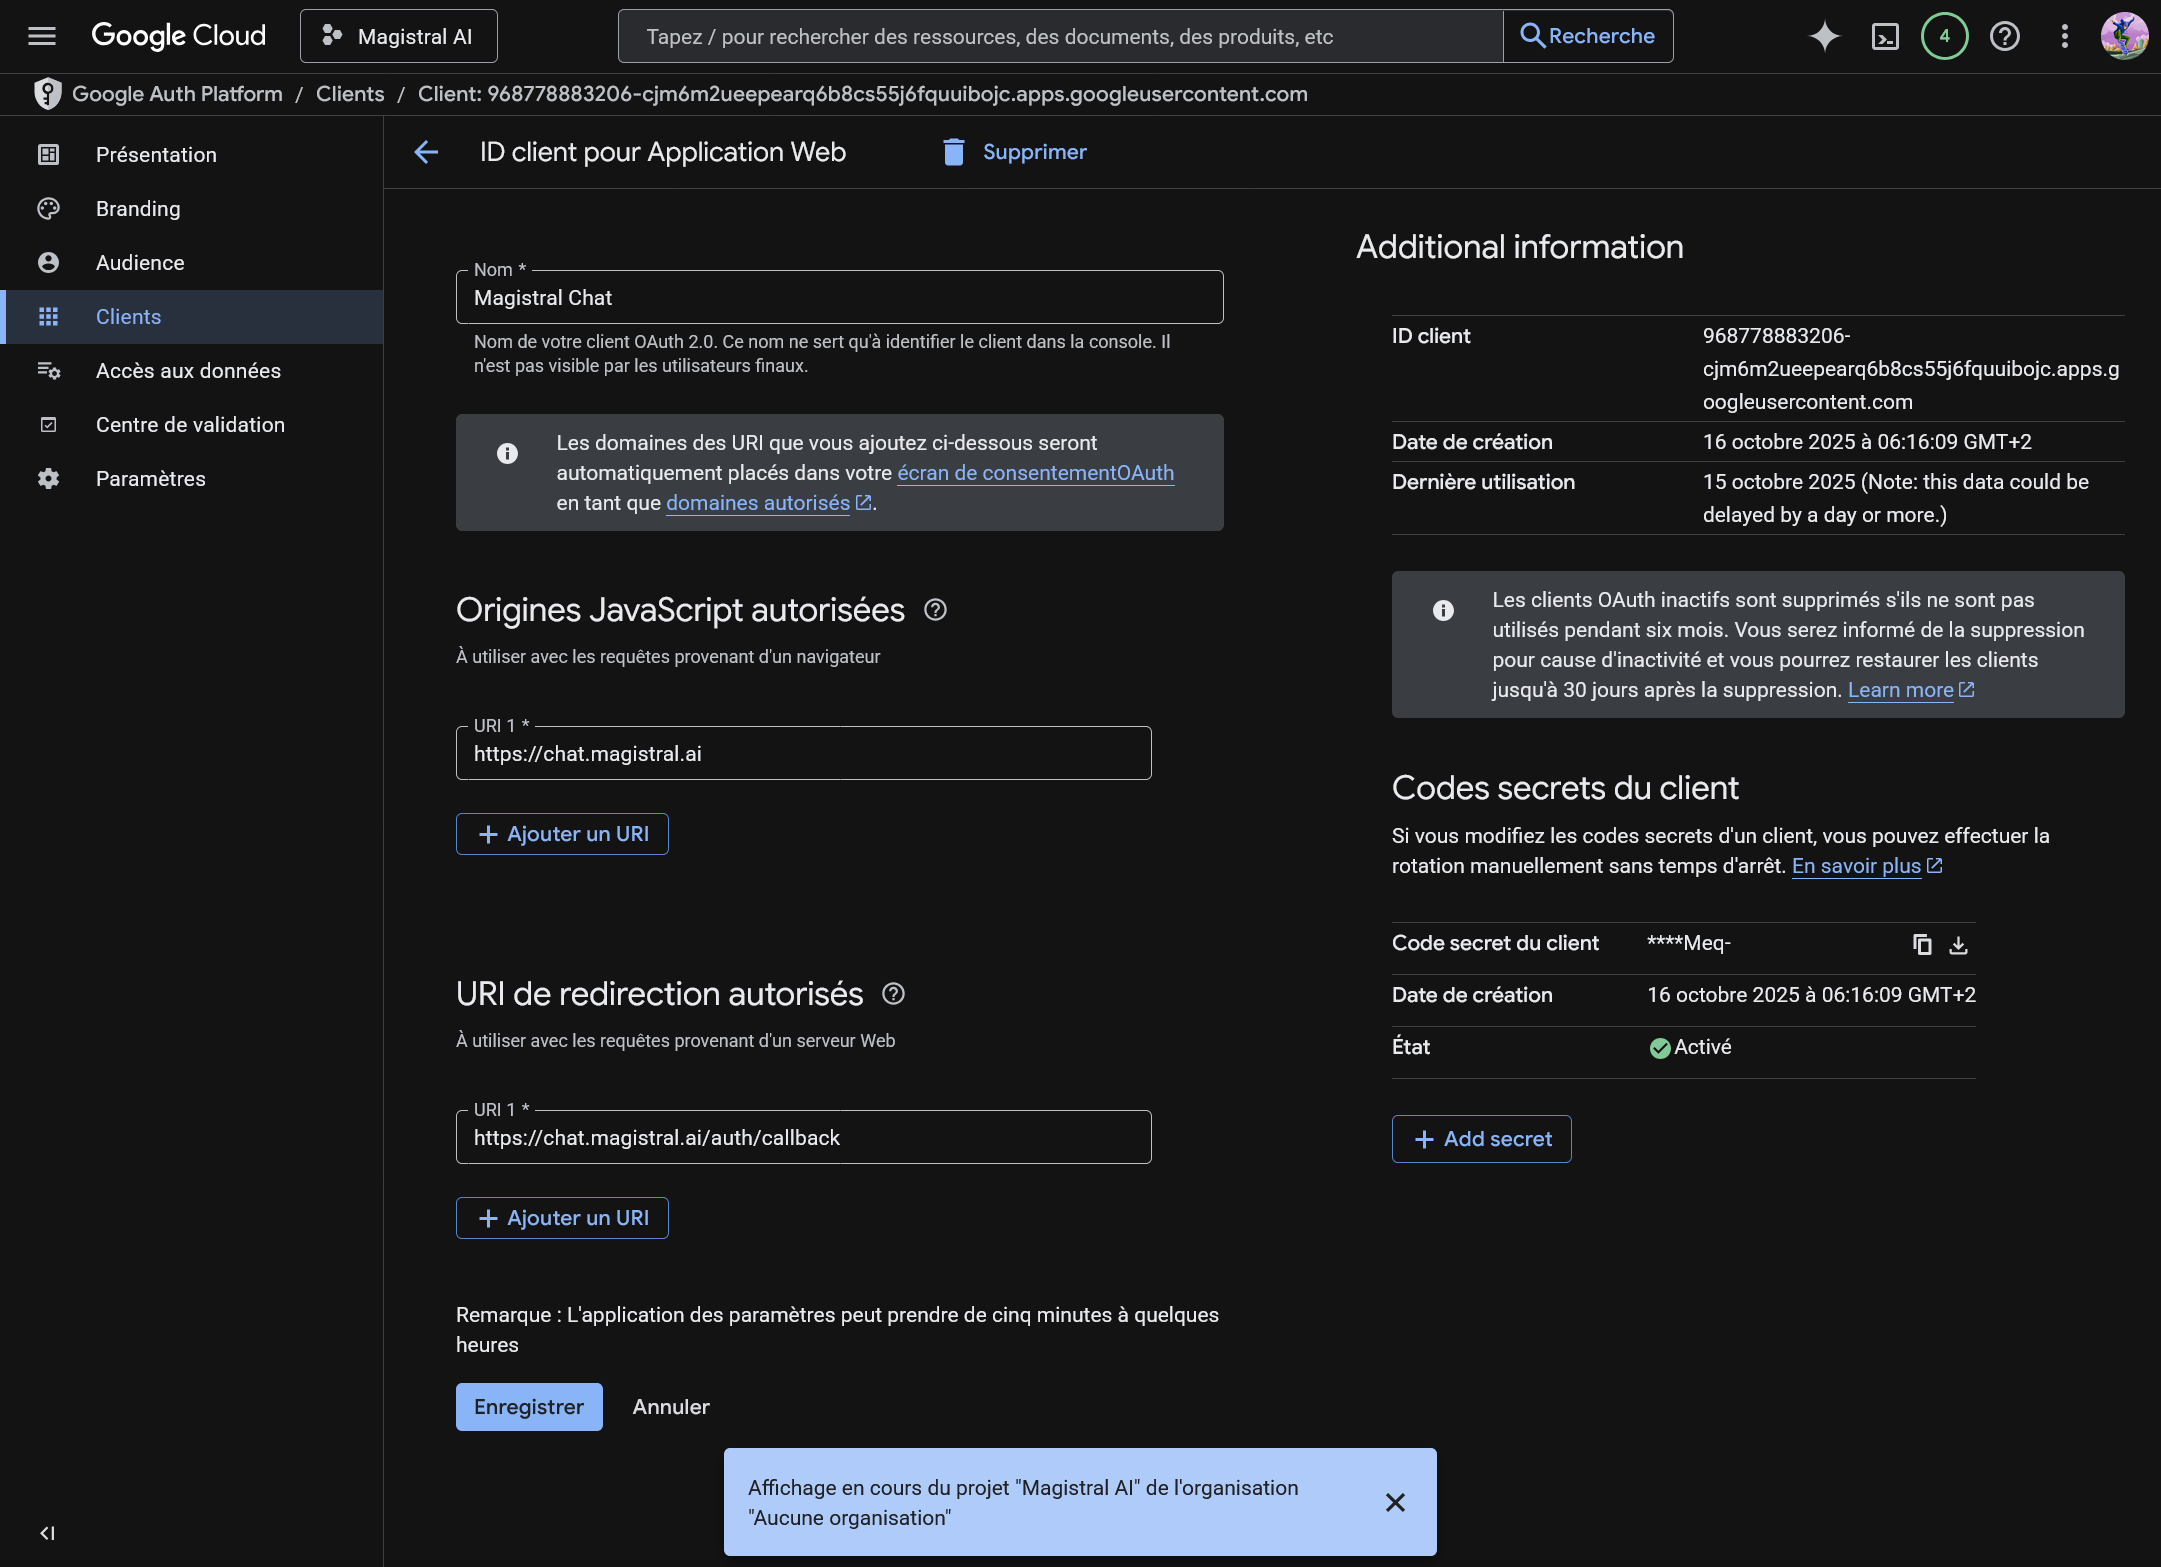 Google Cloud
Magistral AI
Tapez / pour rechercher des ressources, des documents, des produits, etc
Recherche
4
Google Auth Platform / Clients / Client: 968778883206-cjm6m2ueepearq6b8cs55j6fquuibojc.apps.googleusercontent.com
Présentation
Branding
Audience
Clients
Accès aux données
Centre de validation
Paramètres
ID client pour Application Web
Supprimer
Nom *
Magistral Chat
Nom de votre client OAuth 2.0. Ce nom ne sert qu'à identifier le client dans la console. Il
n'est pas visible par les utilisateurs finaux.
Les domaines des URI que vous ajoutez ci-dessous seront
automatiquement placés dans votre écran de consentementOAuth
en tant que domaines autorisés.
Origines JavaScript autorisées
À utiliser avec les requêtes provenant d'un navigateur
URI 1 *
https://chat.magistral.ai
Ajouter un URI
URI de redirection autorisés
À utiliser avec les requêtes provenant d'un serveur Web
URI 1 *
https://chat.magistral.ai/auth/callback
Ajouter un URI
Remarque : L'application des paramètres peut prendre de cinq minutes à quelques
heures
Enregistrer
Annuler
Additional information
ID client
968778883206-
cjm6m2ueepearq6b8cs55j6fquuibojc.apps.g
oogleusercontent.com
Date de création
16 octobre 2025 à 06:16:09 GMT+2
Dernière utilisation
15 octobre 2025 (Note: this data could be
delayed by a day or more.)
Les clients OAuth inactifs sont supprimés s'ils ne sont pas
utilisés pendant six mois. Vous serez informé de la suppression
pour cause d'inactivité et vous pourrez restaurer les clients
jusqu'à 30 jours après la suppression. Learn more
Codes secrets du client
Si vous modifiez les codes secrets d'un client, vous pouvez effectuer la
rotation manuellement sans temps d'arrêt. En savoir plus
Code secret du client
****Meq-
Date de création
16 octobre 2025 à 06:16:09 GMT+2
État
Activé
Add secret
Affichage en cours du projet "Magistral AI" de l'organisation
"Aucune organisation"